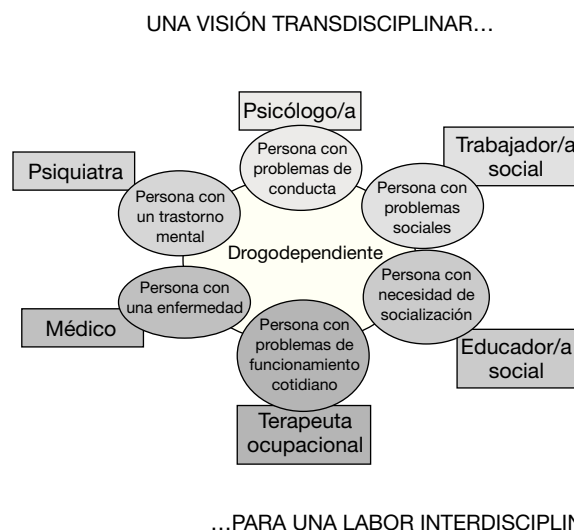 UNA VISIÓN TRANSDISCIPLINAR…
Psicólogo/a
Persona con
problemas de
conducta
Trabajador/a
social
Persona con
problemas
sociales
Psiquiatra
Persona con
un trastorno
mental
Drogodependiente
Persona con
necesidad de
socialización
Persona con
una enfermedad
Médico
Persona con
problemas de
funcionamiento
cotidiano
Educador/a
social
Terapeuta
ocupacional
…PARA UNA LABOR